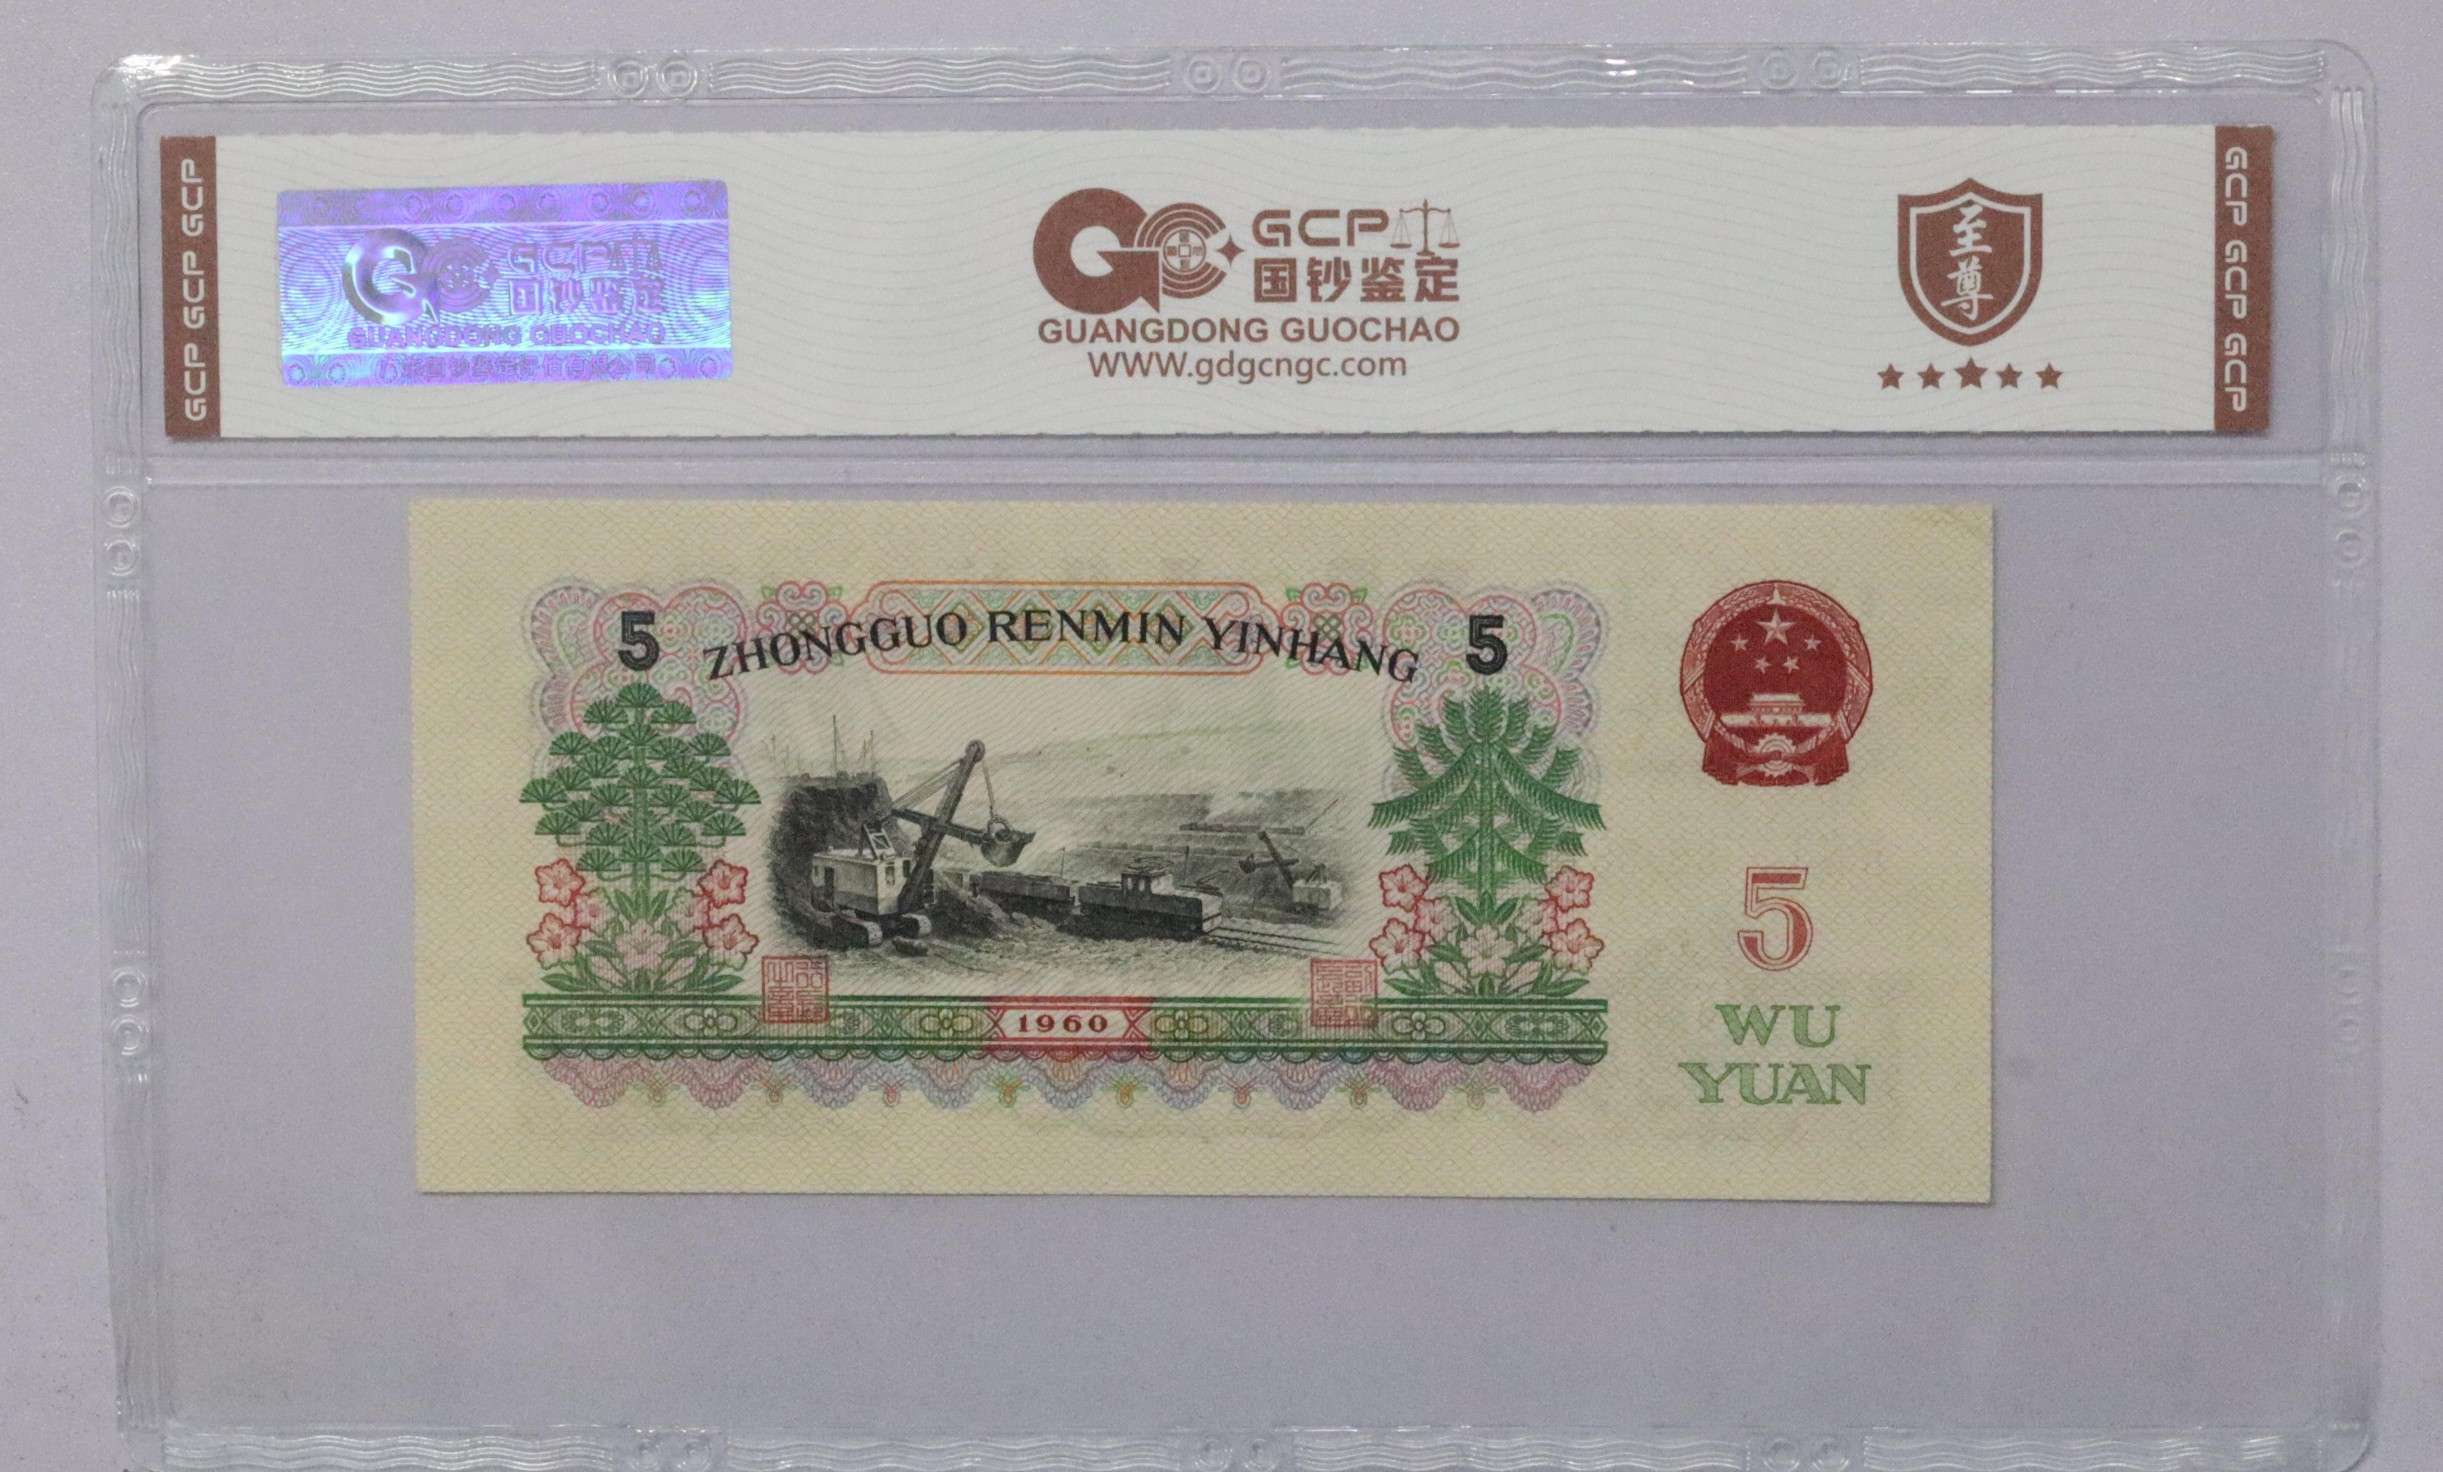 GCP GCP GCP
GCP
国钞鉴定
GUANGDONG GUOCHAO
GCP
国钞鉴定
GUANGDONG GUOCHAO
WWW.gdgcngc.com
至
尊
GCP GCP GCP
5 ZHONGGUO RENMIN YINHANG 5
1960
5
WU
YUAN